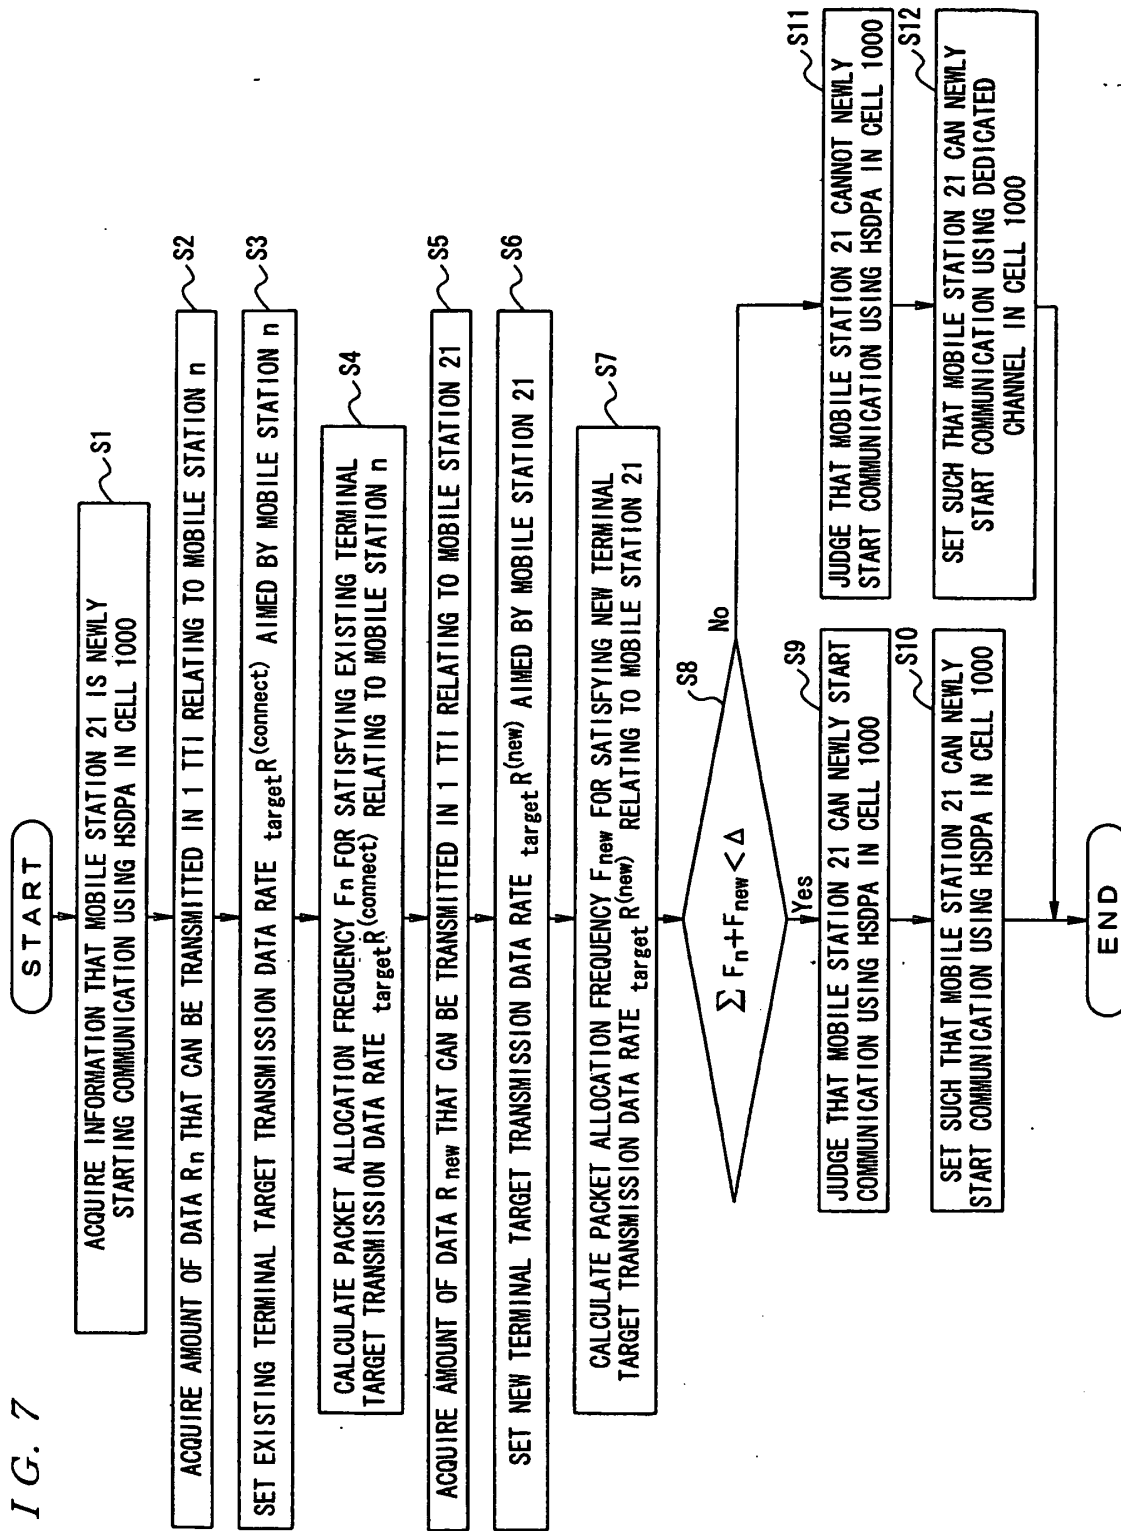 I G. 7
START
ACQUIRE INFORMATION THAT MOBILE STATION 21 IS NEWLY
STARTING COMMUNICATION USING HSDPA IN CELL 1000
S1
ACQUIRE AMOUNT OF DATA Rn THAT CAN BE TRANSMITTED IN 1 TTI RELATING TO MOBILE STATION n
S2
SET EXISTING TERMINAL TARGET TRANSMISSION DATA RATE targetR(connect) AIMED BY MOBILE STATION n
S3
CALCULATE PACKET ALLOCATION FREQUENCY Fn FOR SATISFYING EXISTING TERMINAL
TARGET TRANSMISSION DATA RATE targetR(connect) RELATING TO MOBILE STATION n
S4
ACQUIRE AMOUNT OF DATA Rnew THAT CAN BE TRANSMITTED IN 1 TTI RELATING TO MOBILE STATION 21
S5
SET NEW TERMINAL TARGET TRANSMISSION DATA RATE targetR(new) AIMED BY MOBILE STATION 21
S6
CALCULATE PACKET ALLOCATION FREQUENCY Fnew FOR SATISFYING NEW TERMINAL
TARGET TRANSMISSION DATA RATE targetR(new) RELATING TO MOBILE STATION 21
S7
∑ Fn+Fnew<Δ
S8
Yes
No
JUDGE THAT MOBILE STATION 21 CAN NEWLY START
COMMUNICATION USING HSDPA IN CELL 1000
S9
SET SUCH THAT MOBILE STATION 21 CAN NEWLY
START COMMUNICATION USING HSDPA IN CELL 1000
S10
JUDGE THAT MOBILE STATION 21 CANNOT NEWLY
START COMMUNICATION USING HSDPA IN CELL 1000
S11
SET SUCH THAT MOBILE STATION 21 CAN NEWLY
START COMMUNICATION USING DEDICATED
CHANNEL IN CELL 1000
S12
END